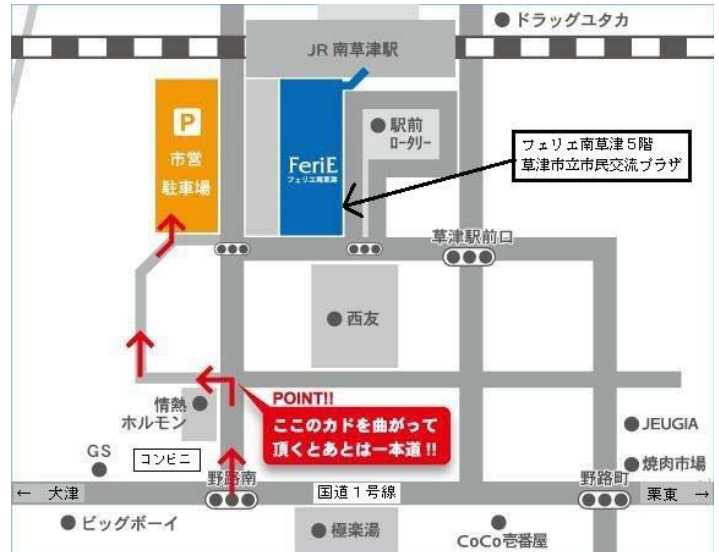 ドラッグユタカ
JR 南草津駅
P
市営
駐車場
FeriE
フェリエ南草津
駅前
ロータリー
フェリエ南草津5階
草津市立市民交流プラザ
草津駅前口
西友
POINT!!
ここのカドを曲がって
頂くとあとは一本道!!
情熱
ホルモン
JEUGIA
GS
コンビニ
焼肉市場
野路南
野路町
← 大津
国道1号線
栗東 →
ビッグボーイ
極楽湯
CoCo壱番屋